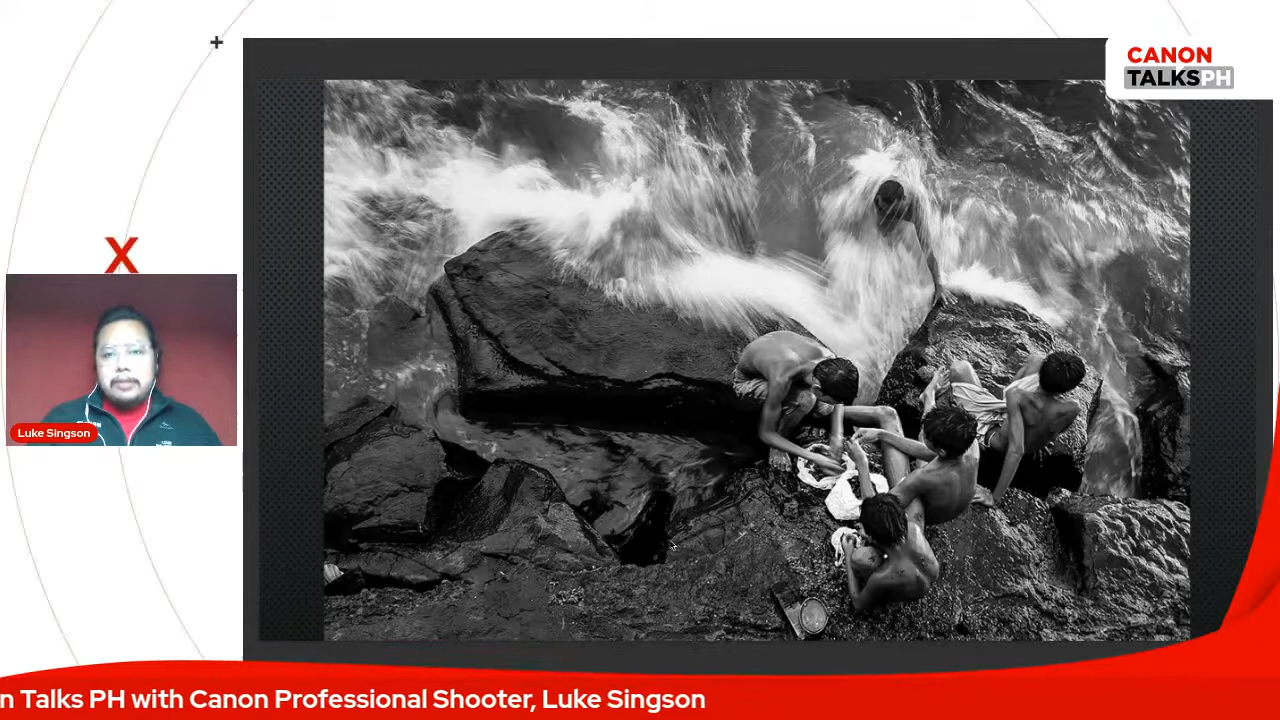 CANON
TALKSPH
X
Luke Singson
n Talks PH with Canon Professional Shooter, Luke Singson